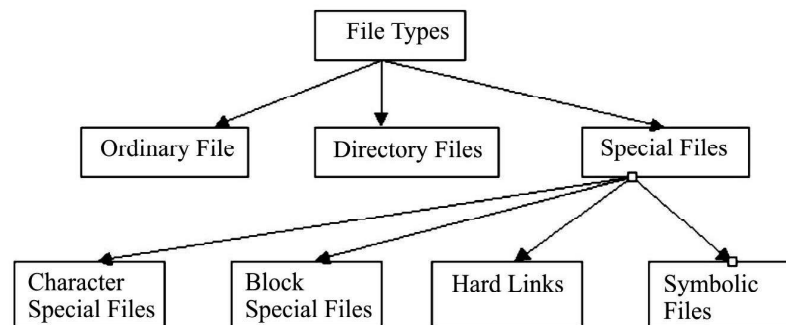 File Types
Ordinary File
Directory Files
Special Files
Character
Special Files
Block
Special Files
Hard Links
Symbolic
Files